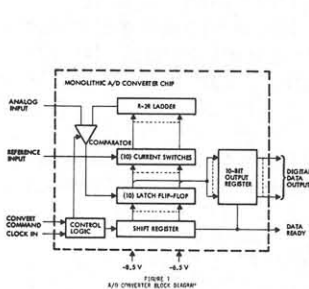 MONOLITHIC A/D CONVERTER CHIP
ANALOG
INPUT
R-2R LADDER
COMPARATOR
REFERENCE
INPUT
(10) CURRENT SWITCHES
10-BIT
OUTPUT
REGISTER
DIGITAL
DATA
OUTPUT
(10) LATCH FLIP-FLOP
CONVERT
COMMAND
CLOCK IN
CONTROL
LOGIC
SHIFT REGISTER
DATA
READY
-8.5 V
-6.5 V
FIGURE 1
A/D CONVERTER BLOCK DIAGRAM